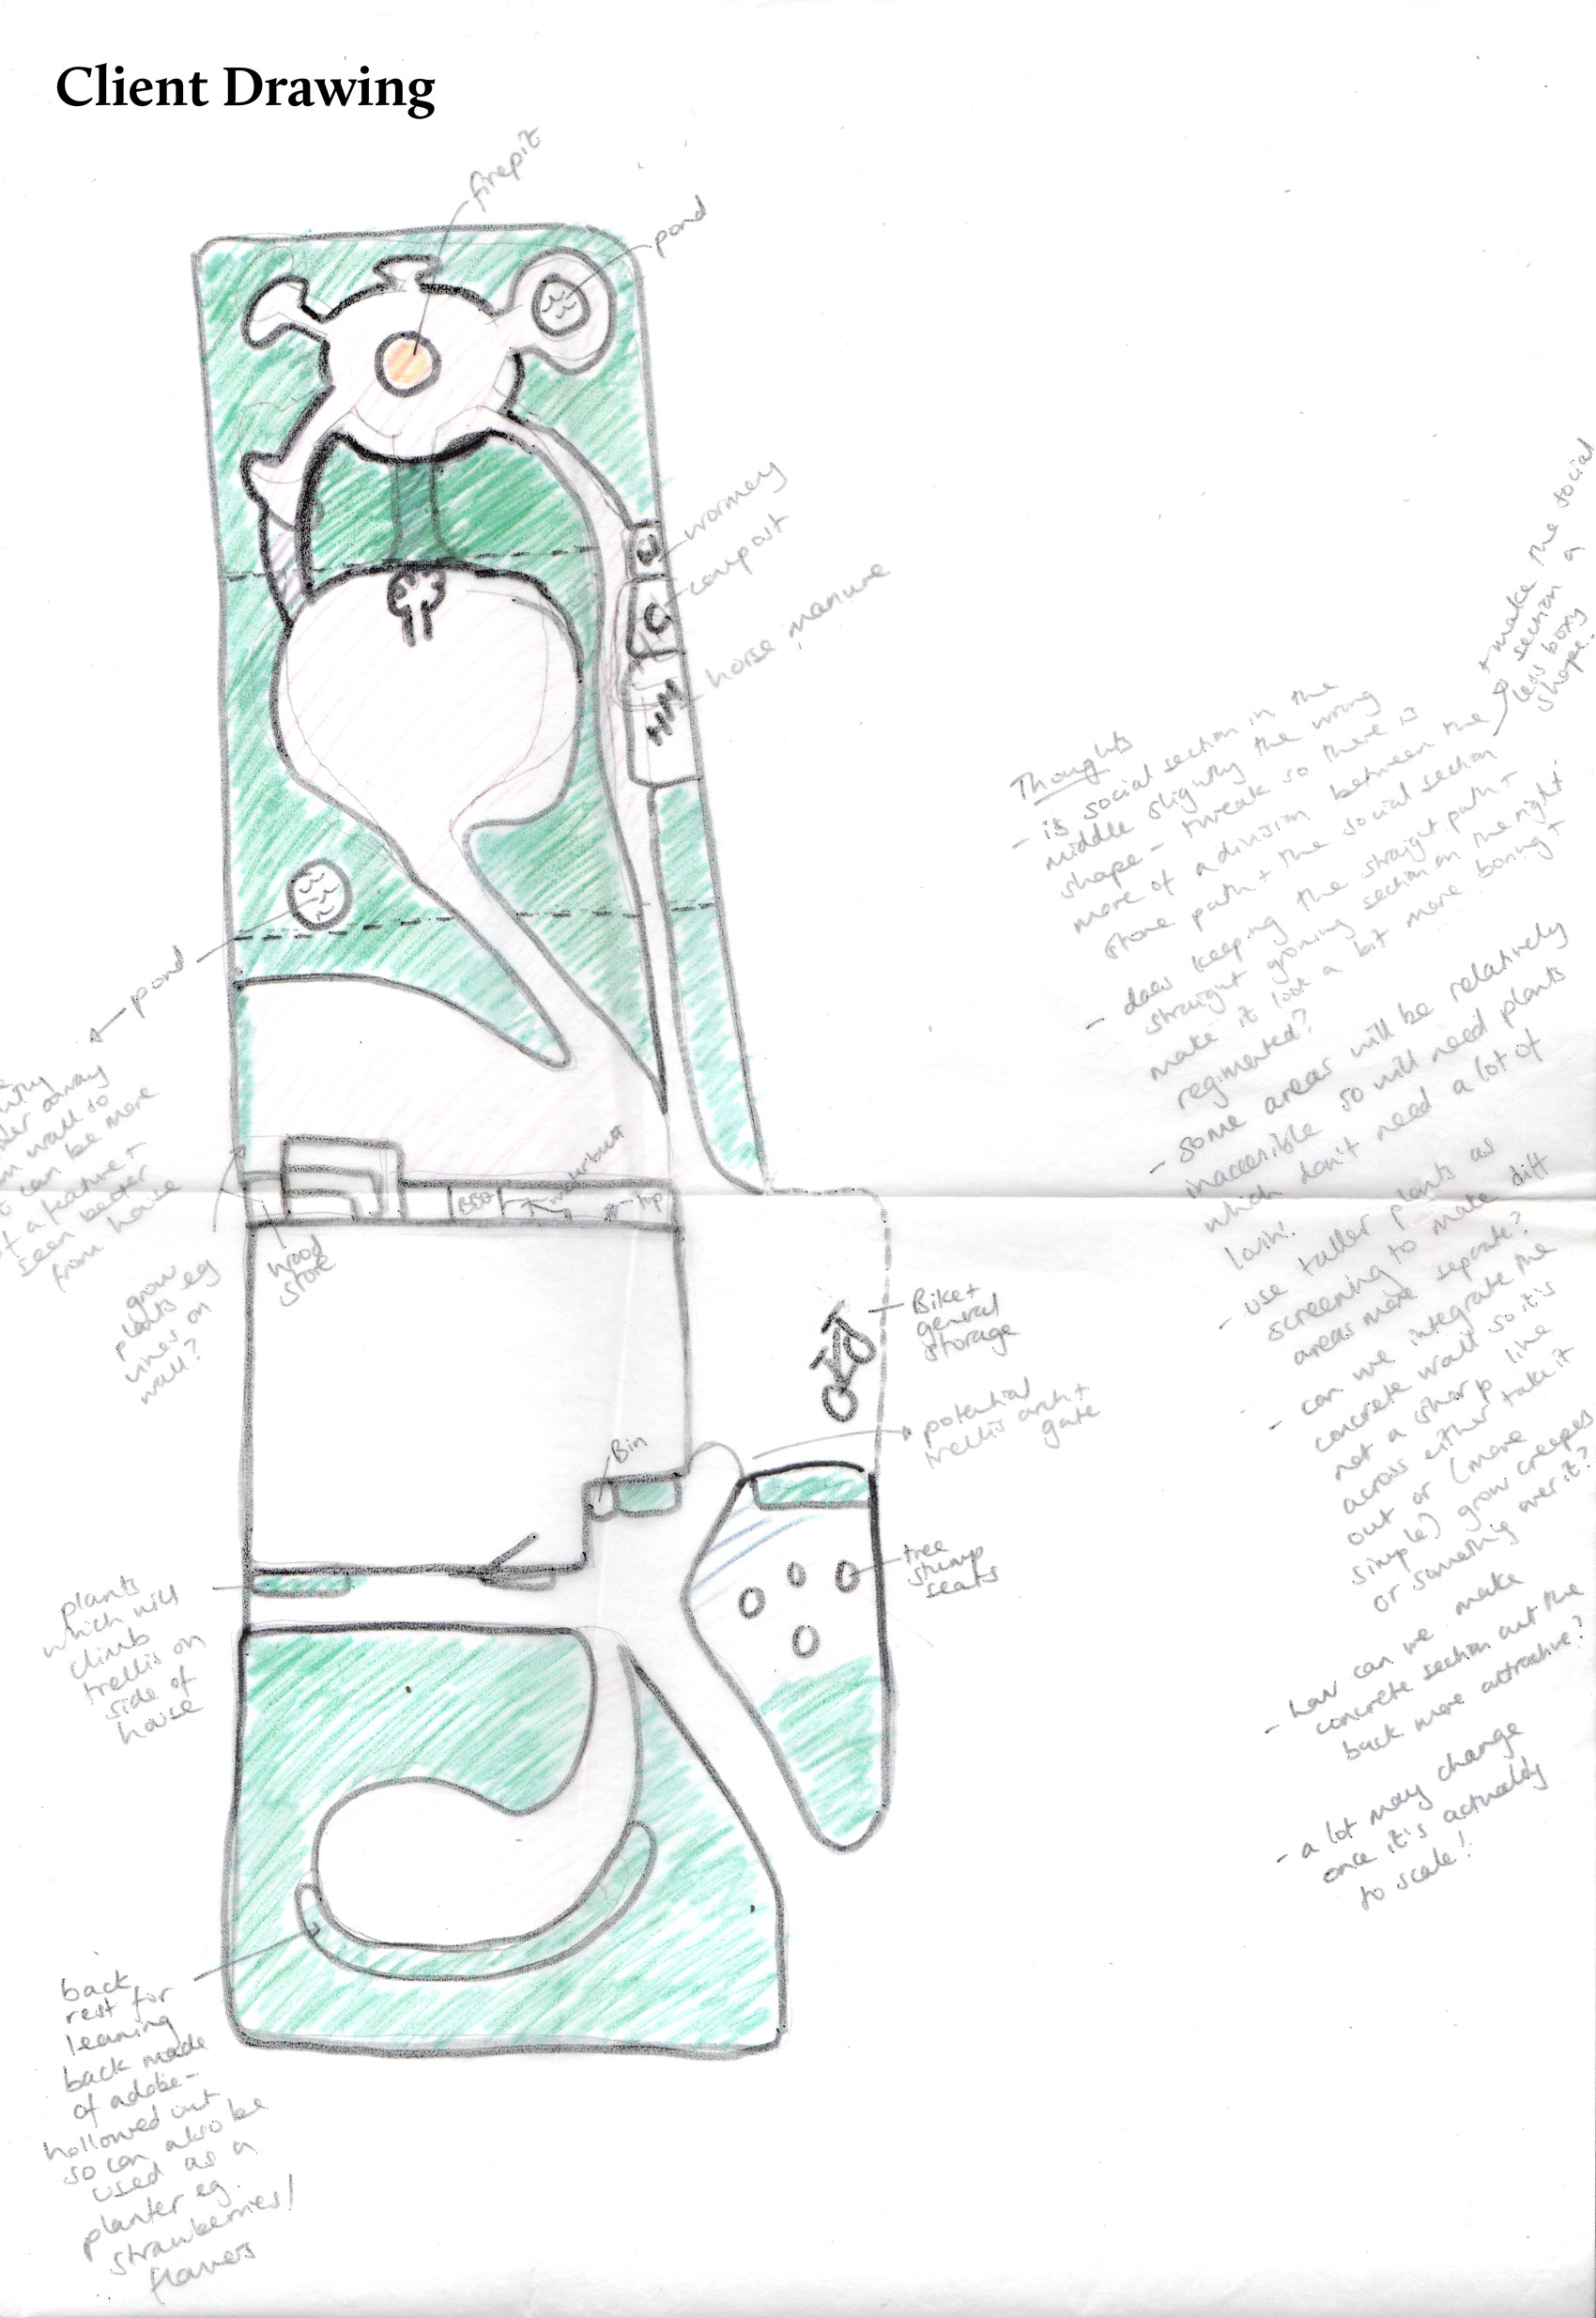 Client Drawing
firepit
pond
wormery
compost
horse manure
+ make the social
section a
less boxy
shape.
Thoughts
- is social section in the
middle slightly the wrong
shape - tweak so there is
more of a division between the
stone path + the social section
- does keeping the straight path +
straight growing section on the right
make it look a bit more boring +
regimented?
- some areas will be relatively
inaccessible so will need plants
which don't need a lot of
lovin!
- use taller plants as
screening to make diff
areas more separate?
- can we integrate the
concrete wall so it's
not a sharp line
across either take it
out or (more
simple) grow creepers
or something over it?
- how can we make
concrete section out the
back more attractive?
- a lot may change
once it's actually
to scale!
pond
away
wall so
can be more
a feature +
seen better
from house
grow eg
plants on
vines on
wall?
wood
store
BBQ
waterbutt
top
Bike +
general
storage
potential
trellis arch +
gate
Bin
tree
stump
seats
plants
which will
climb
trellis on
side of
house
back
rest for
leaning
back made
of adobe -
hollowed out
so can also be
used as a
planter eg.
strawberries/
flowers